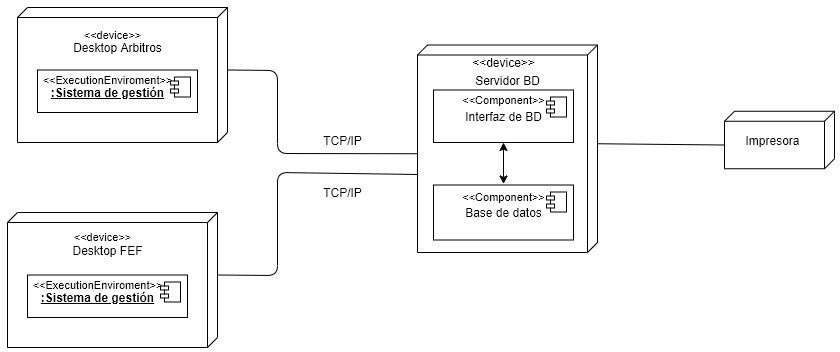 <<device>>
Desktop Arbitros
<<ExecutionEnviroment>>
:Sistema de gestión
TCP/IP
<<device>>
Servidor BD
<<Component>>
Interfaz de BD
<<Component>>
Base de datos
Impresora
TCP/IP
<<device>>
Desktop FEF
<<ExecutionEnviroment>>
:Sistema de gestión